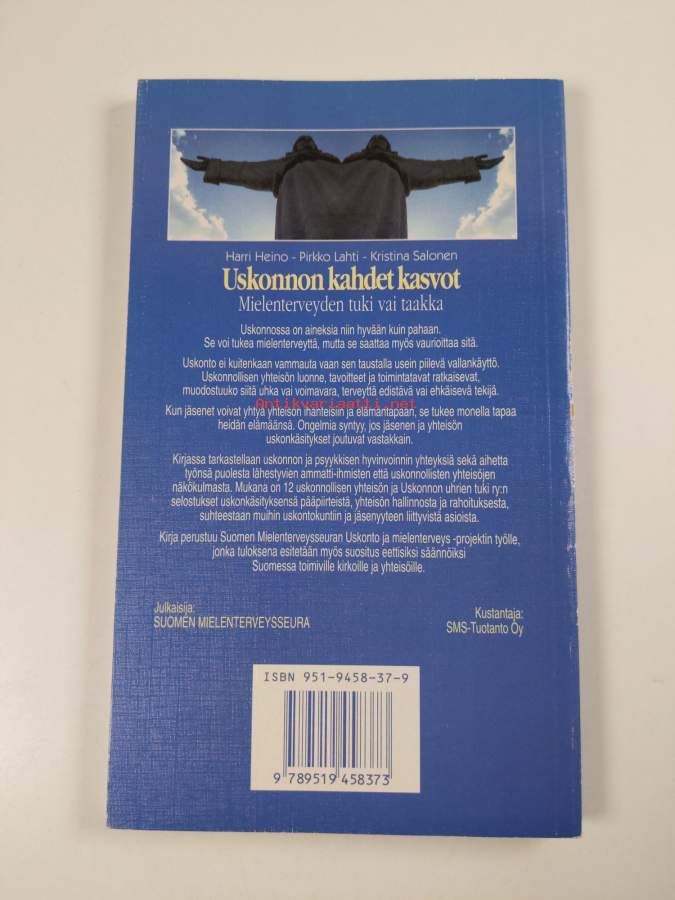 Harri Heino - Pirkko Lahti - Kristina Salonen
Uskonnon kahdet kasvot
Mielenterveyden tuki vai taakka
Uskonnossa on aineksia niin hyvään kuin pahaan.
Se voi tukea mielenterveyttä, mutta se saattaa myös vaurioittaa sitä.
Uskonto ei kuitenkaan vammauta vaan sen taustalla usein piilevä vallankäyttö.
Uskonnollisen yhteisön luonne, tavoitteet ja toimintatavat ratkaisevat,
muodostuuko siitä uhka vai voimavara, terveyttä edistävä vai ehkäisevä tekijä.
Antikvariaatti.net
Kun jäsenet voivat yhtyä yhteisön ihanteisiin ja elämäntapaan, se tukee monella tapaa
heidän elämäänsä. Ongelmia syntyy, jos jäsenen ja yhteisön
uskonkäsitykset joutuvat vastakkain.
Kirjassa tarkastellaan uskonnon ja psyykkisen hyvinvoinnin yhteyksiä sekä aihetta
työnsä puolesta lähestyvien ammatti-ihmisten että uskonnollisten yhteisöjen
näkökulmasta. Mukana on 12 uskonnollisen yhteisön ja Uskonnon uhrien tuki ry:n
selostukset uskonkäsityksensä pääpiirteistä, yhteisön hallinnosta ja rahoituksesta,
suhteestaan muihin uskontokuntiin ja jäsenyyteen liittyvistä asioista.
Kirja perustuu Suomen Mielenterveysseuran Uskonto ja mielenterveys -projektin työlle,
jonka tuloksena esitetään myös suositus eettisiksi säännöiksi
Suomessa toimiville kirkoille ja yhteisöille.
Julkaisija:
SUOMEN MIELENTERVEYSSEURA
Kustantaja:
SMS-Tuotanto Oy
ISBN 951-9458-37-9
9 789519 458373